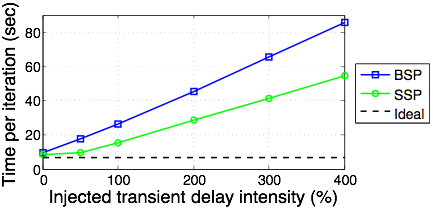 Time per iteration (sec)
80
60
40
20
0
0
100
200
300
400
Injected transient delay intensity (%)
BSP
SSP
Ideal